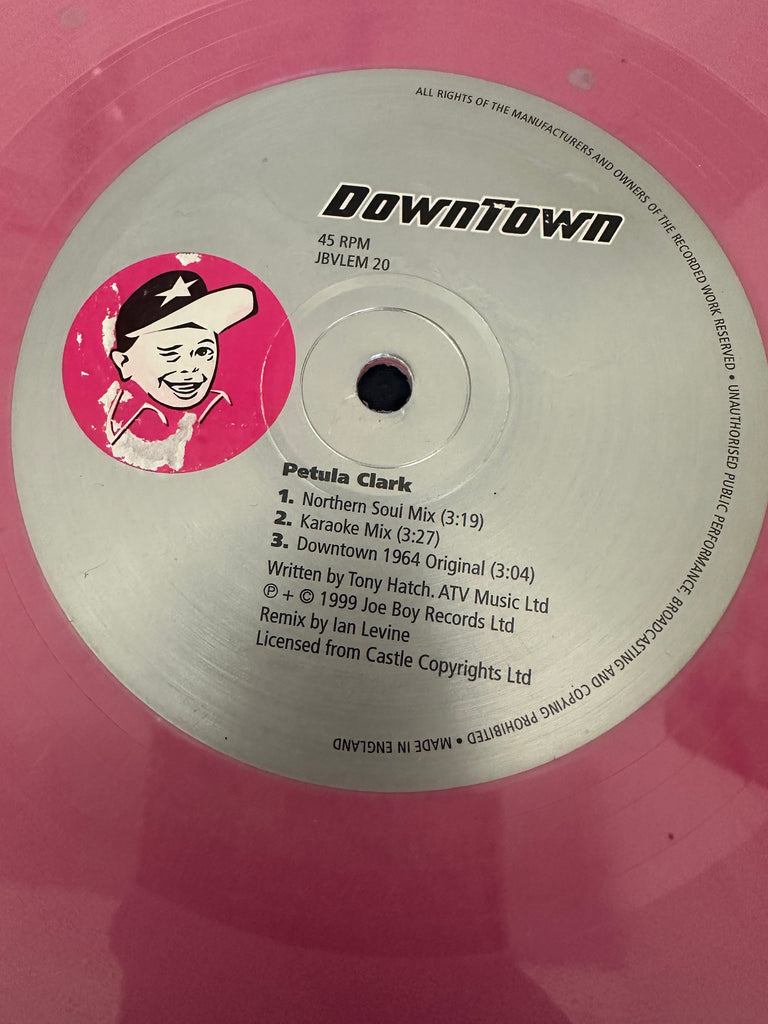 ALL RIGHTS OF THE MANUFACTURERS AND OWNERS OF THE RECORDED WORK RESERVED • UNAUTHORISED PUBLIC PERFORMANCE, BROADCASTING AND COPYING PROHIBITED • MADE IN ENGLAND
DOWNTOWN
45 RPM
JBVLEM 20
Petula Clark
1. Northern Soul Mix (3:19)
2. Karaoke Mix (3:27)
3. Downtown 1964 Original (3:04)
Written by Tony Hatch. ATV Music Ltd
℗ + © 1999 Joe Boy Records Ltd
Remix by Ian Levine
Licensed from Castle Copyrights Ltd